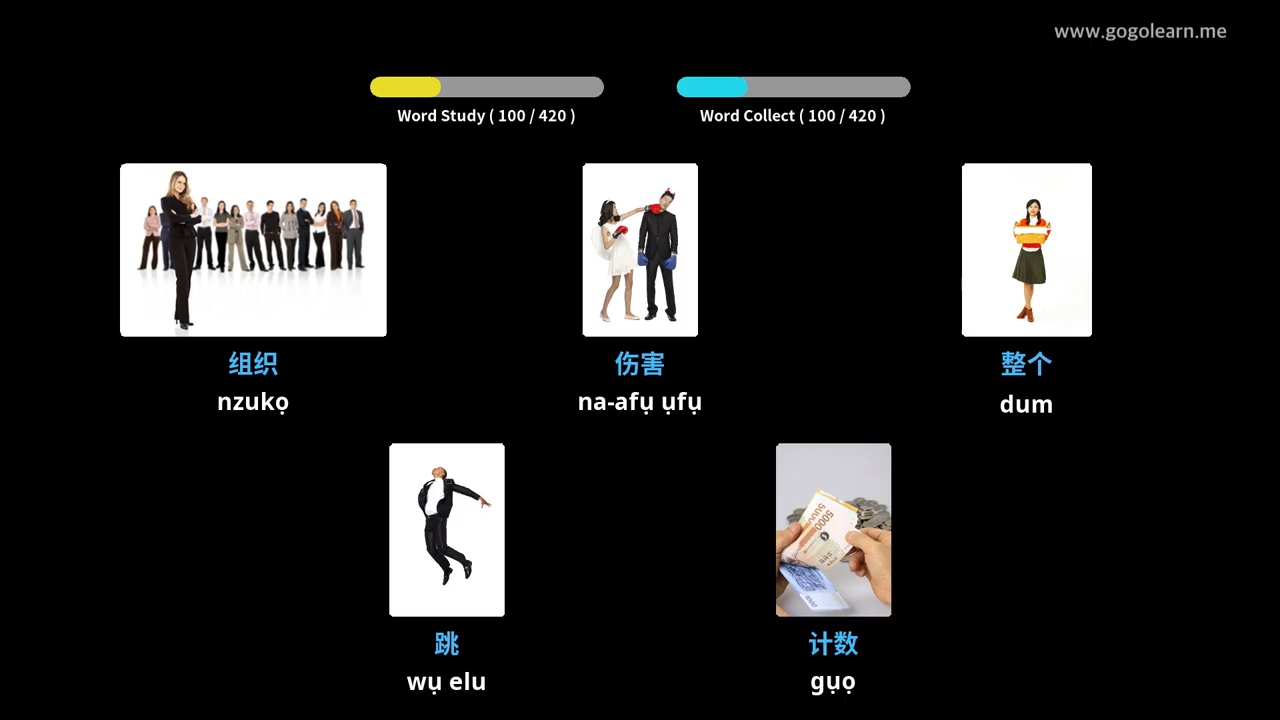 www.gogolearn.me
Word Study ( 100 / 420 )
Word Collect ( 100 / 420 )
组织
nzukọ
伤害
na-afụ ụfụ
整个
dum
跳
wụ elu
计数
gụọ